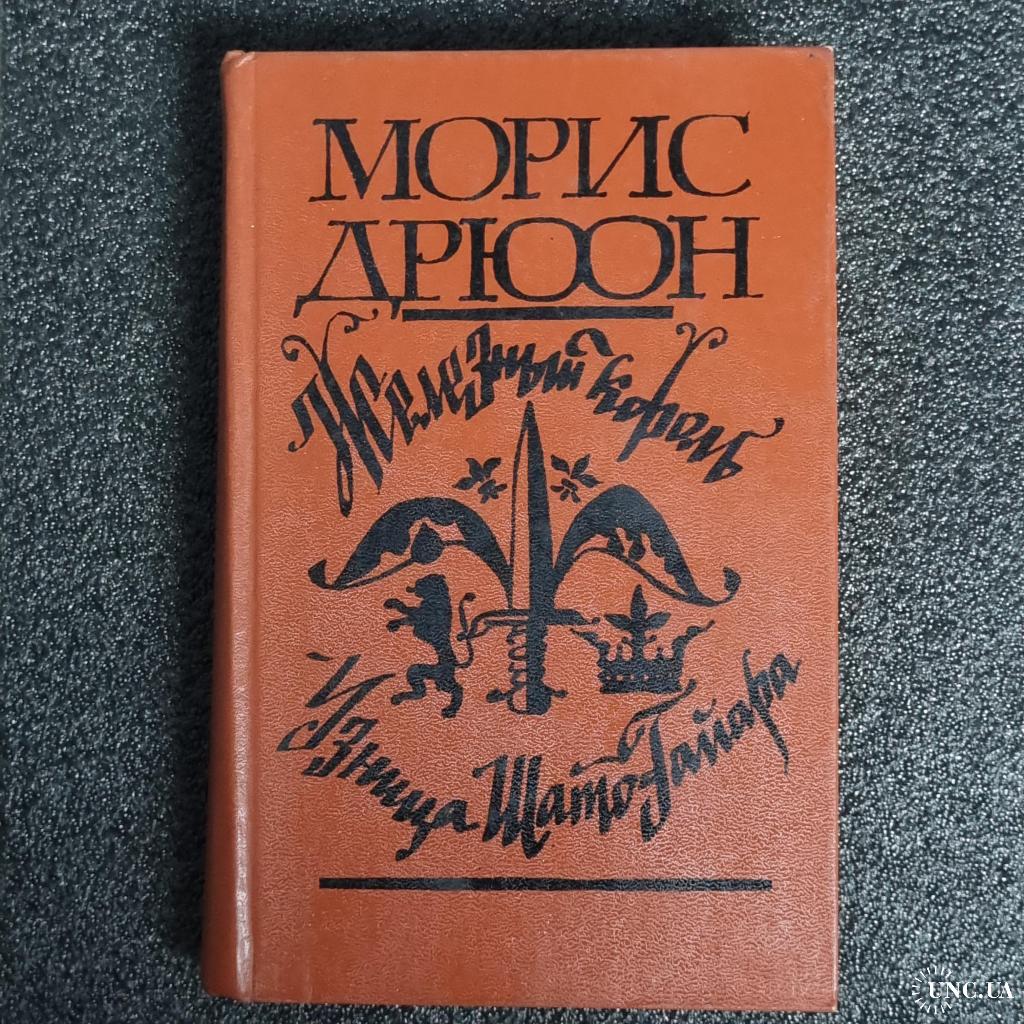 МОРИС
ДРЮОН
Железный король
Узница Шато-Гайара
UNC.UA